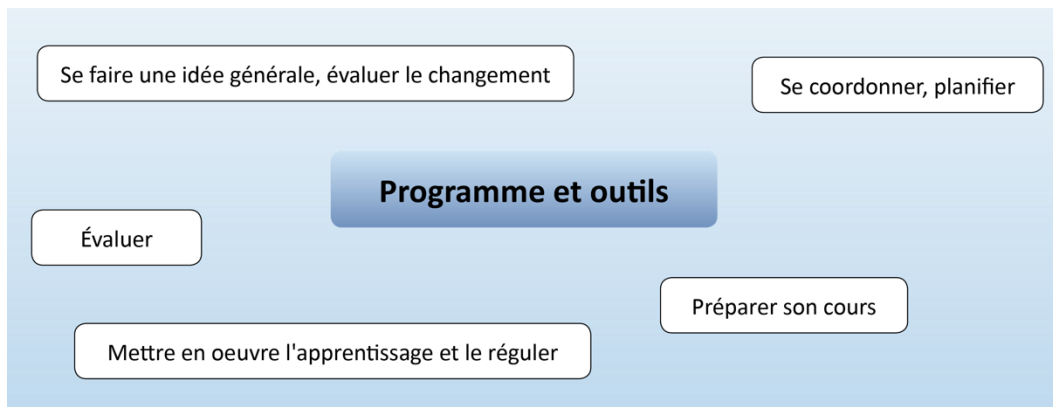 Se faire une idée générale, évaluer le changement
Se coordonner, planifier
Programme et outils
Évaluer
Préparer son cours
Mettre en oeuvre l'apprentissage et le réguler